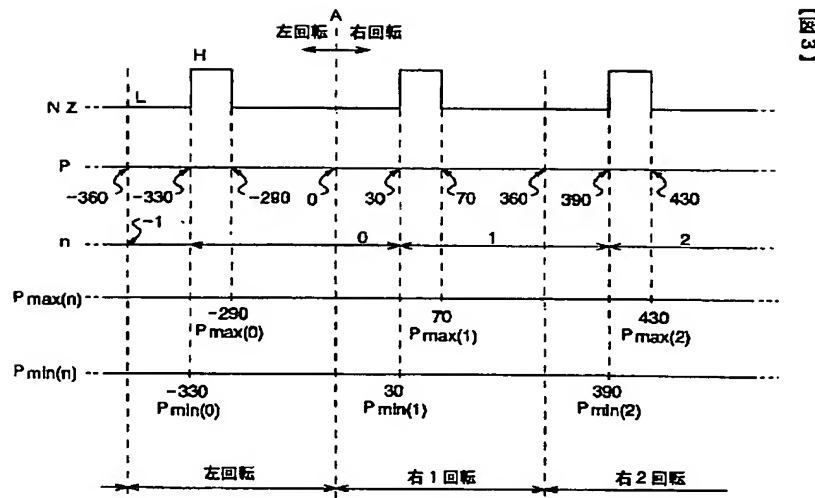 【図3】
A
左回転 右回転
H
L
NZ
P
-360 -330 -290 0 30 70 360 390 430
-1
n 0 1 2
Pmax(n)
-290 70 430
Pmax(0) Pmax(1) Pmax(2)
Pmin(n)
-330 30 390
Pmin(0) Pmin(1) Pmin(2)
左回転 右1回転 右2回転